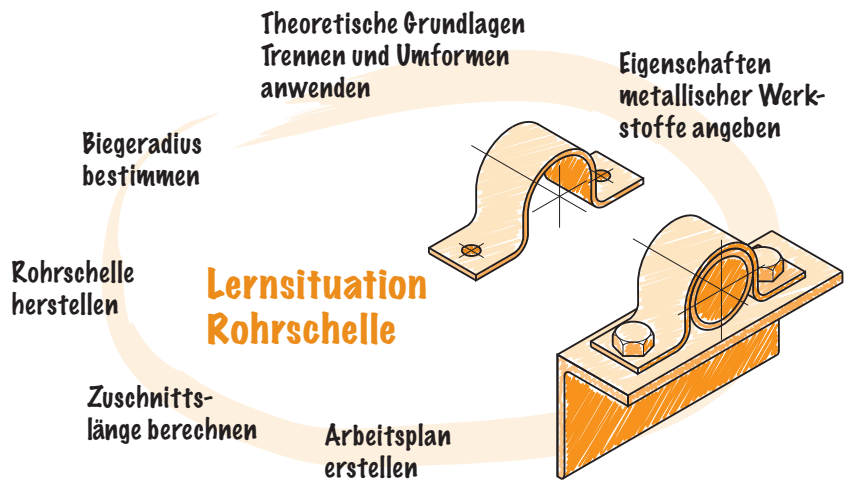 Theoretische Grundlagen
Trennen und Umformen
anwenden
Eigenschaften
metallischer Werk-
stoffe angeben
Biegeradius
bestimmen
Rohrschelle
herstellen
Lernsituation
Rohrschelle
Zuschnitts-
länge berechnen
Arbeitsplan
erstellen